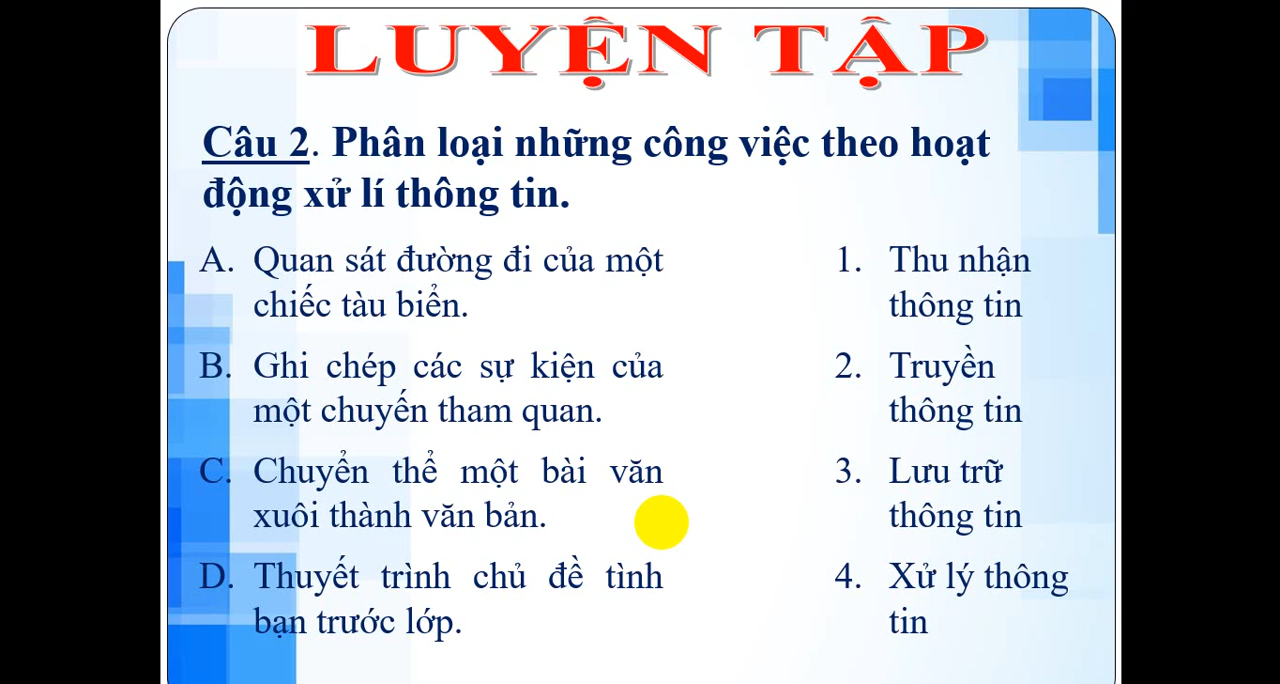 LUYỆN TẬP
Câu 2. Phân loại những công việc theo hoạt
động xử lí thông tin.
A. Quan sát đường đi của một
chiếc tàu biển.
B. Ghi chép các sự kiện của
một chuyến tham quan.
C. Chuyển thể một bài văn
xuôi thành văn bản.
D. Thuyết trình chủ đề tình
bạn trước lớp.
1. Thu nhận
thông tin
2. Truyền
thông tin
3. Lưu trữ
thông tin
4. Xử lý thông
tin